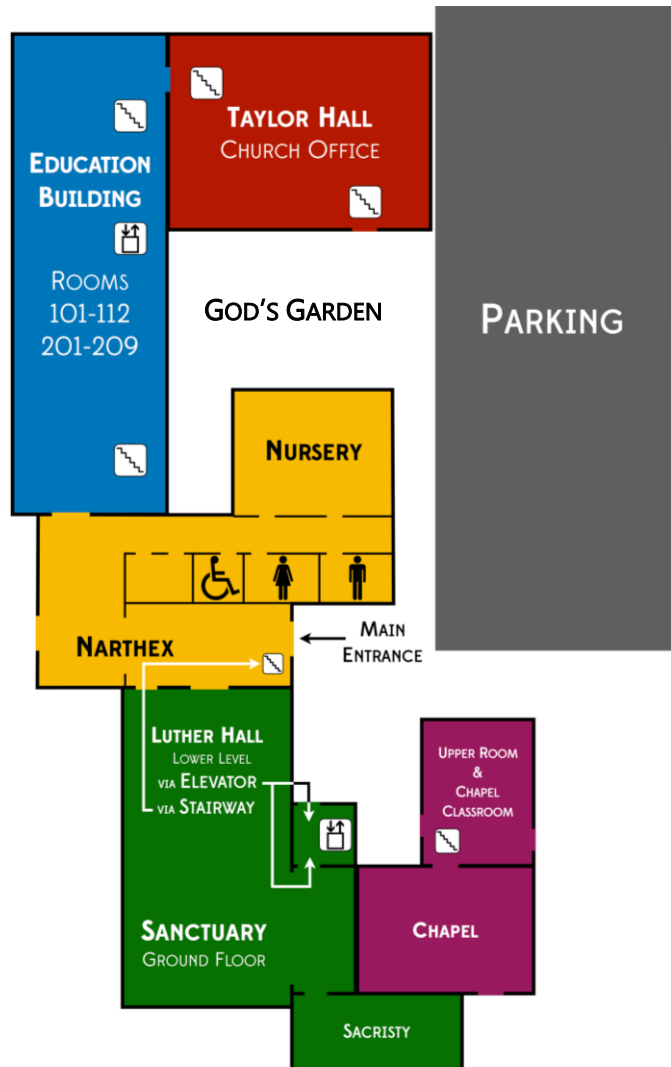 TAYLOR HALL
CHURCH OFFICE
EDUCATION
BUILDING
ROOMS
101-112
201-209
GOD'S GARDEN
PARKING
NURSERY
NARTHEX
MAIN
ENTRANCE
LUTHER HALL
LOWER LEVEL
VIA ELEVATOR
VIA STAIRWAY
UPPER ROOM
&
CHAPEL
CLASSROOM
SANCTUARY
GROUND FLOOR
CHAPEL
SACRISTY